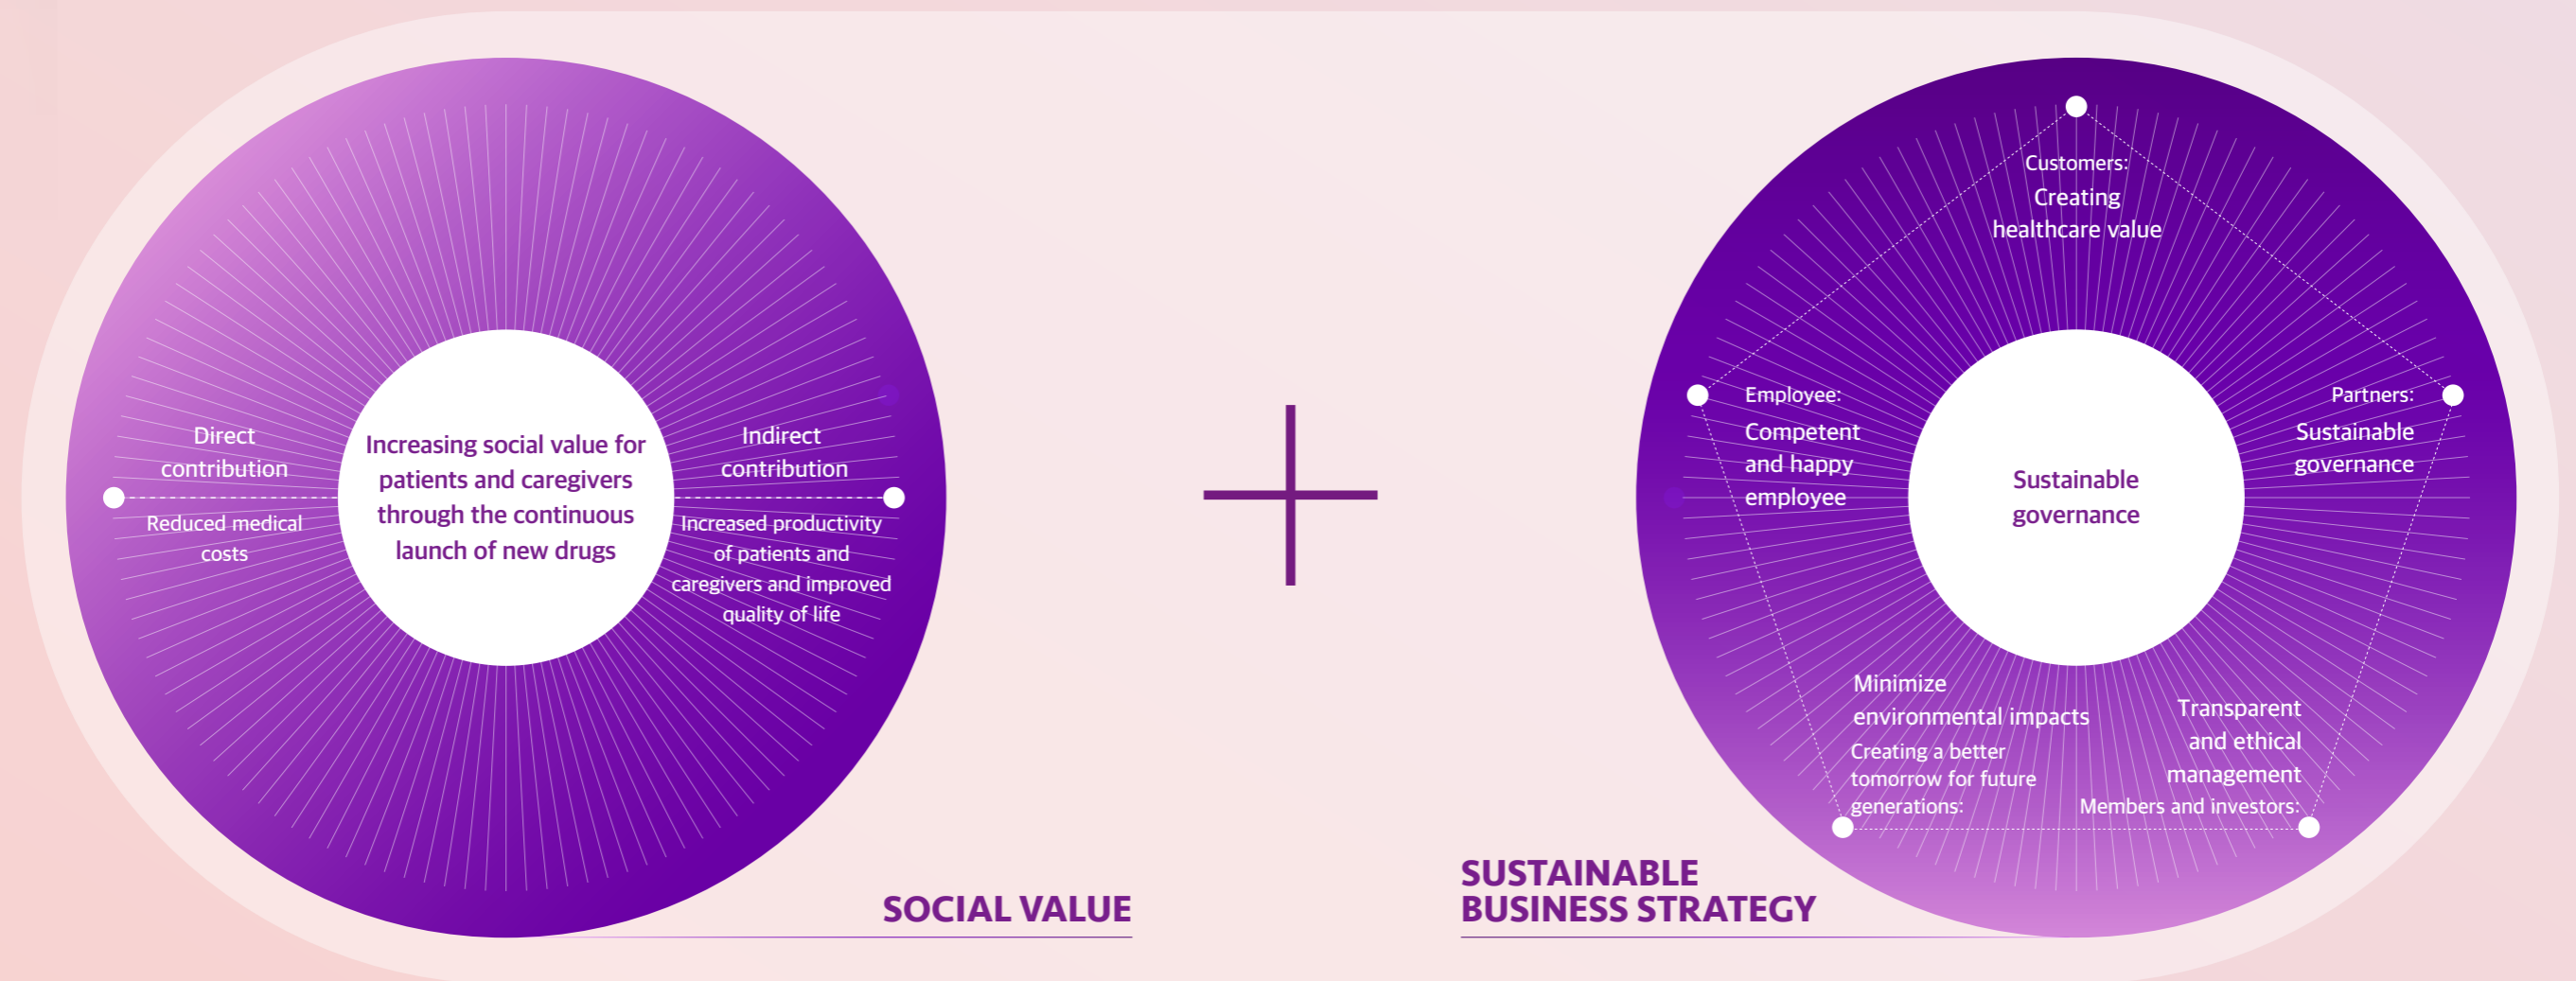 Direct
contribution
Reduced medical
costs
Increasing social value for
patients and caregivers
through the continuous
launch of new drugs
Indirect
contribution
Increased productivity
of patients and
caregivers and improved
quality of life
SOCIAL VALUE
Customers:
Creating
healthcare value
Employee:
Competent
and happy
employee
Sustainable
governance
Partners:
Sustainable
governance
Minimize
environmental impacts
Creating a better
tomorrow for future
generations:
Transparent
and ethical
management
Members and investors:
SUSTAINABLE
BUSINESS STRATEGY